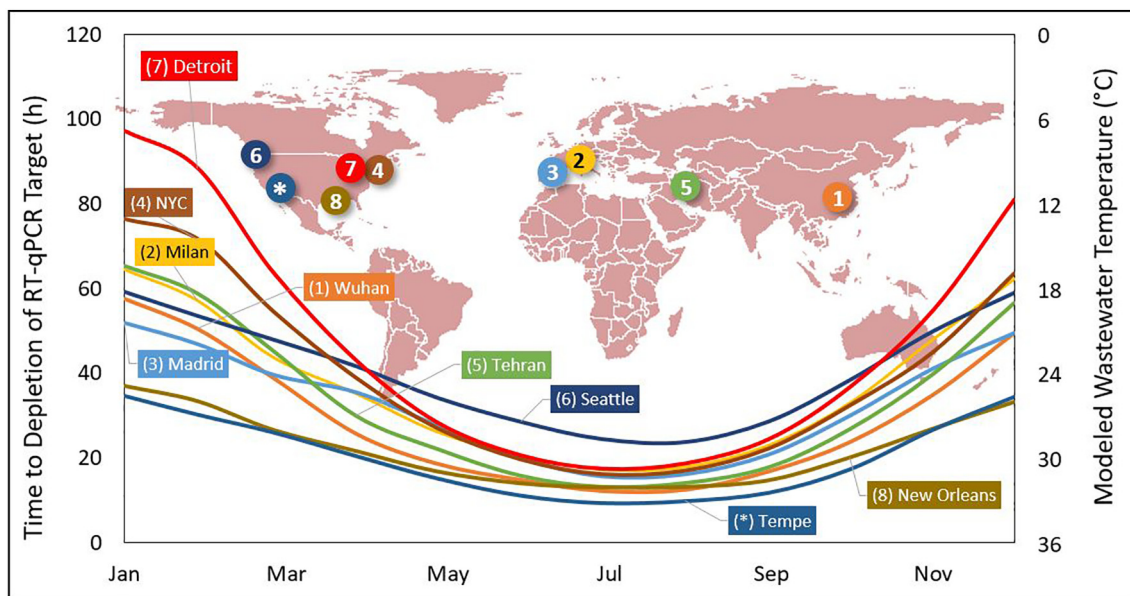 Time to Depletion of RT-qPCR Target (h)
120
100
80
60
40
20
0
Modeled Wastewater Temperature (°C)
0
6
12
18
24
30
36
(7) Detroit
6
7
4
*
8
3
2
5
1
(4) NYC
(2) Milan
(1) Wuhan
(3) Madrid
(5) Tehran
(6) Seattle
(8) New Orleans
(*) Tempe
Jan
Mar
May
Jul
Sep
Nov